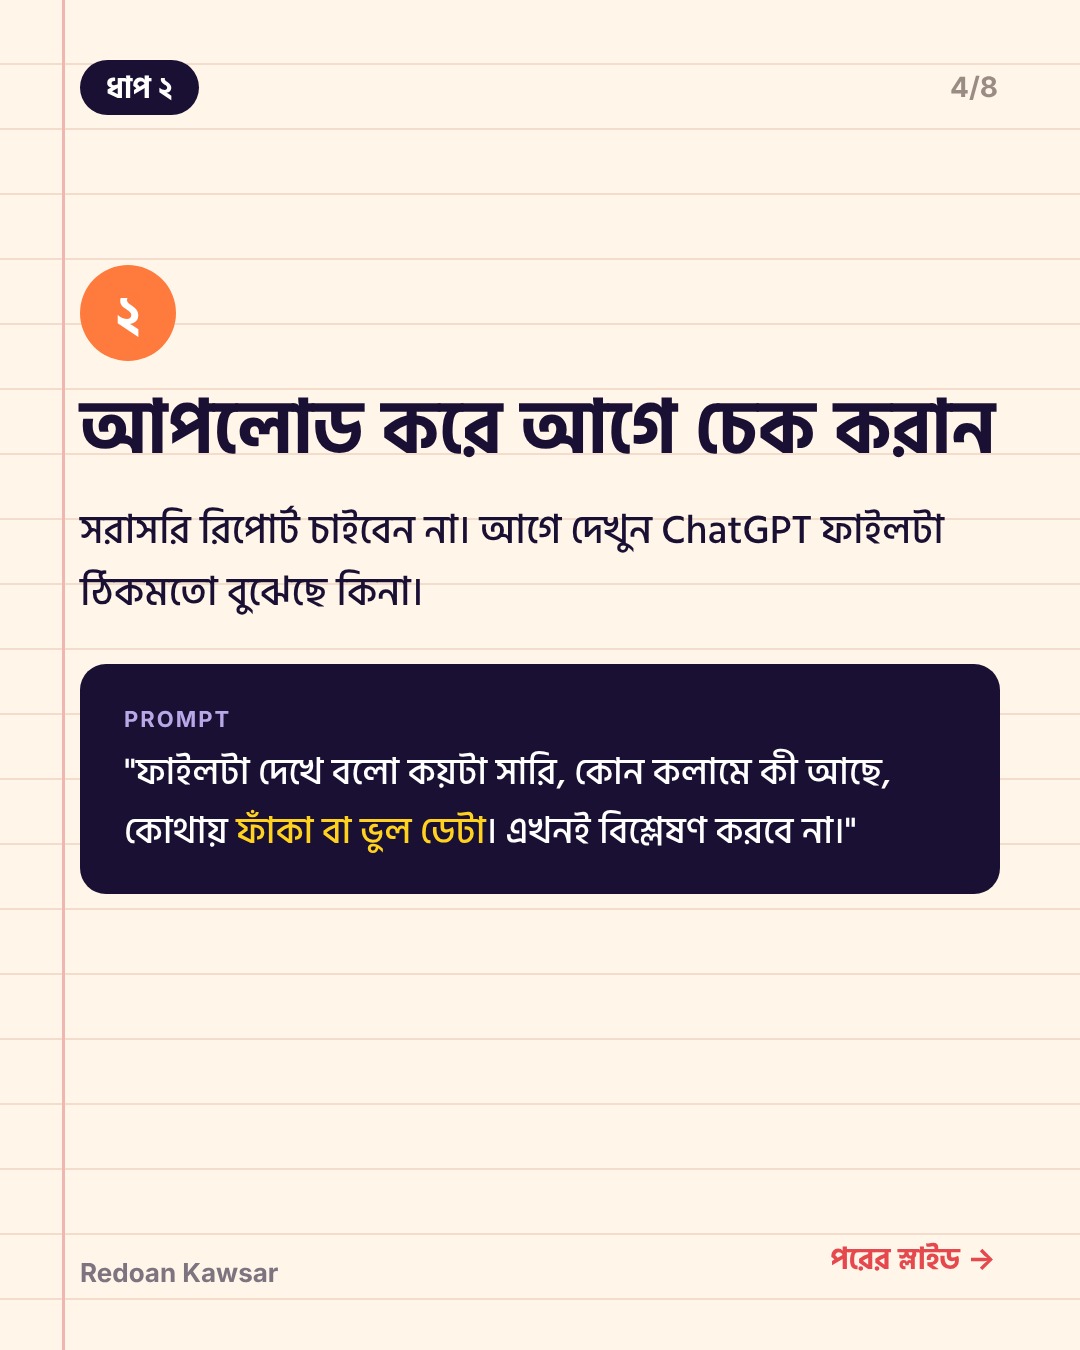 ধাপ ২
4/8
২
আপলোড করে আগে চেক করান
সরাসরি রিপোর্ট চাইবেন না। আগে দেখুন ChatGPT ফাইলটা
ঠিকমতো বুঝেছে কিনা।
PROMPT
"ফাইলটা দেখে বলো কয়টা সারি, কোন কলামে কী আছে,
কোথায় ফাঁকা বা ভুল ডেটা। এখনই বিশ্লেষণ করবে না।"
Redoan Kawsar
পরের স্লাইড →